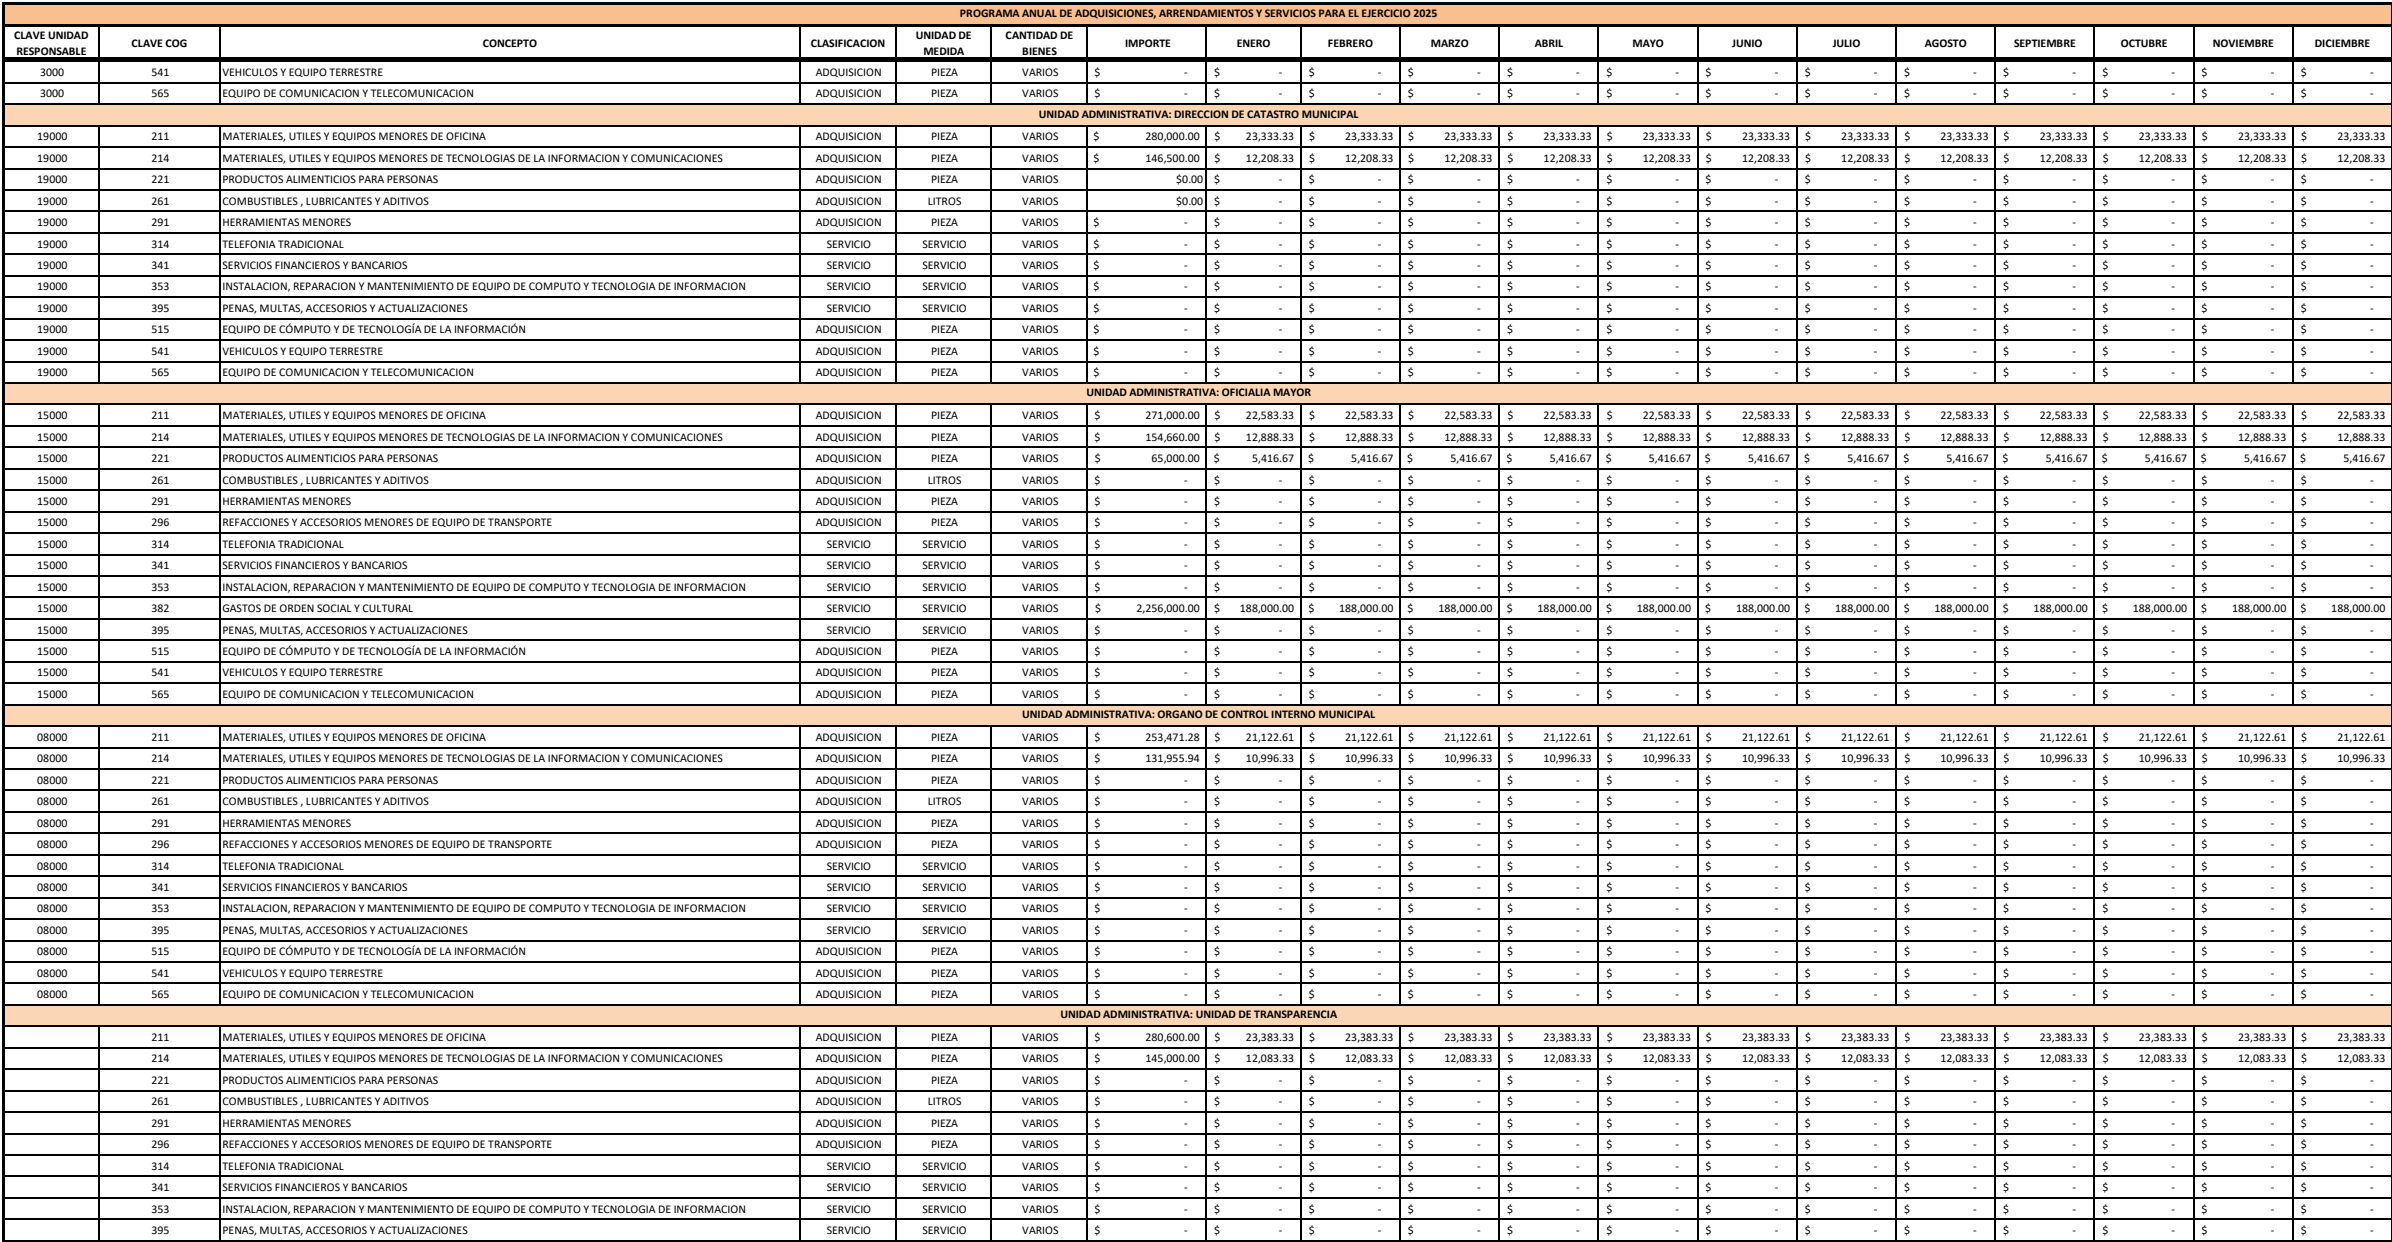 PROGRAMA ANUAL DE ADQUISICIONES, ARRENDAMIENTOS Y SERVICIOS PARA EL EJERCICIO 2025
CLAVE UNIDAD RESPONSABLE CLAVE COG CONCEPTO CLASIFICACION UNIDAD DE MEDIDA CANTIDAD DE BIENES IMPORTE ENERO FEBRERO MARZO ABRIL MAYO JUNIO JULIO AGOSTO SEPTIEMBRE OCTUBRE NOVIEMBRE DICIEMBRE
3000 541 VEHICULOS Y EQUIPO TERRESTRE ADQUISICION PIEZA VARIOS $ - $ - $ - $ - $ - $ - $ - $ - $ - $ - $ - $ - $ -
3000 565 EQUIPO DE COMUNICACION Y TELECOMUNICACION ADQUISICION PIEZA VARIOS $ - $ - $ - $ - $ - $ - $ - $ - $ - $ - $ - $ - $ -
UNIDAD ADMINISTRATIVA: DIRECCION DE CATASTRO MUNICIPAL
19000 211 MATERIALES, UTILES Y EQUIPOS MENORES DE OFICINA ADQUISICION PIEZA VARIOS $ 280,000.00 $ 23,333.33 $ 23,333.33 $ 23,333.33 $ 23,333.33 $ 23,333.33 $ 23,333.33 $ 23,333.33 $ 23,333.33 $ 23,333.33 $ 23,333.33 $ 23,333.33 $ 23,333.33
19000 214 MATERIALES, UTILES Y EQUIPOS MENORES DE TECNOLOGIAS DE LA INFORMACION Y COMUNICACIONES ADQUISICION PIEZA VARIOS $ 146,500.00 $ 12,208.33 $ 12,208.33 $ 12,208.33 $ 12,208.33 $ 12,208.33 $ 12,208.33 $ 12,208.33 $ 12,208.33 $ 12,208.33 $ 12,208.33 $ 12,208.33 $ 12,208.33
19000 221 PRODUCTOS ALIMENTICIOS PARA PERSONAS ADQUISICION PIEZA VARIOS $0.00 $ - $ - $ - $ - $ - $ - $ - $ - $ - $ - $ - $ -
19000 261 COMBUSTIBLES , LUBRICANTES Y ADITIVOS ADQUISICION LITROS VARIOS $0.00 $ - $ - $ - $ - $ - $ - $ - $ - $ - $ - $ - $ -
19000 291 HERRAMIENTAS MENORES ADQUISICION PIEZA VARIOS $ - $ - $ - $ - $ - $ - $ - $ - $ - $ - $ - $ - $ -
19000 314 TELEFONIA TRADICIONAL SERVICIO SERVICIO VARIOS $ - $ - $ - $ - $ - $ - $ - $ - $ - $ - $ - $ - $ -
19000 341 SERVICIOS FINANCIEROS Y BANCARIOS SERVICIO SERVICIO VARIOS $ - $ - $ - $ - $ - $ - $ - $ - $ - $ - $ - $ - $ -
19000 353 INSTALACION, REPARACION Y MANTENIMIENTO DE EQUIPO DE COMPUTO Y TECNOLOGIA DE INFORMACION SERVICIO SERVICIO VARIOS $ - $ - $ - $ - $ - $ - $ - $ - $ - $ - $ - $ - $ -
19000 395 PENAS, MULTAS, ACCESORIOS Y ACTUALIZACIONES SERVICIO SERVICIO VARIOS $ - $ - $ - $ - $ - $ - $ - $ - $ - $ - $ - $ - $ -
19000 515 EQUIPO DE CÓMPUTO Y DE TECNOLOGÍA DE LA INFORMACIÓN ADQUISICION PIEZA VARIOS $ - $ - $ - $ - $ - $ - $ - $ - $ - $ - $ - $ - $ -
19000 541 VEHICULOS Y EQUIPO TERRESTRE ADQUISICION PIEZA VARIOS $ - $ - $ - $ - $ - $ - $ - $ - $ - $ - $ - $ - $ -
19000 565 EQUIPO DE COMUNICACION Y TELECOMUNICACION ADQUISICION PIEZA VARIOS $ - $ - $ - $ - $ - $ - $ - $ - $ - $ - $ - $ - $ -
UNIDAD ADMINISTRATIVA: OFICIALIA MAYOR
15000 211 MATERIALES, UTILES Y EQUIPOS MENORES DE OFICINA ADQUISICION PIEZA VARIOS $ 271,000.00 $ 22,583.33 $ 22,583.33 $ 22,583.33 $ 22,583.33 $ 22,583.33 $ 22,583.33 $ 22,583.33 $ 22,583.33 $ 22,583.33 $ 22,583.33 $ 22,583.33 $ 22,583.33
15000 214 MATERIALES, UTILES Y EQUIPOS MENORES DE TECNOLOGIAS DE LA INFORMACION Y COMUNICACIONES ADQUISICION PIEZA VARIOS $ 154,660.00 $ 12,888.33 $ 12,888.33 $ 12,888.33 $ 12,888.33 $ 12,888.33 $ 12,888.33 $ 12,888.33 $ 12,888.33 $ 12,888.33 $ 12,888.33 $ 12,888.33 $ 12,888.33
15000 221 PRODUCTOS ALIMENTICIOS PARA PERSONAS ADQUISICION PIEZA VARIOS $ 65,000.00 $ 5,416.67 $ 5,416.67 $ 5,416.67 $ 5,416.67 $ 5,416.67 $ 5,416.67 $ 5,416.67 $ 5,416.67 $ 5,416.67 $ 5,416.67 $ 5,416.67 $ 5,416.67
15000 261 COMBUSTIBLES , LUBRICANTES Y ADITIVOS ADQUISICION LITROS VARIOS $ - $ - $ - $ - $ - $ - $ - $ - $ - $ - $ - $ - $ -
15000 291 HERRAMIENTAS MENORES ADQUISICION PIEZA VARIOS $ - $ - $ - $ - $ - $ - $ - $ - $ - $ - $ - $ - $ -
15000 296 REFACCIONES Y ACCESORIOS MENORES DE EQUIPO DE TRANSPORTE ADQUISICION PIEZA VARIOS $ - $ - $ - $ - $ - $ - $ - $ - $ - $ - $ - $ - $ -
15000 314 TELEFONIA TRADICIONAL SERVICIO SERVICIO VARIOS $ - $ - $ - $ - $ - $ - $ - $ - $ - $ - $ - $ - $ -
15000 341 SERVICIOS FINANCIEROS Y BANCARIOS SERVICIO SERVICIO VARIOS $ - $ - $ - $ - $ - $ - $ - $ - $ - $ - $ - $ - $ -
15000 353 INSTALACION, REPARACION Y MANTENIMIENTO DE EQUIPO DE COMPUTO Y TECNOLOGIA DE INFORMACION SERVICIO SERVICIO VARIOS $ - $ - $ - $ - $ - $ - $ - $ - $ - $ - $ - $ - $ -
15000 382 GASTOS DE ORDEN SOCIAL Y CULTURAL SERVICIO SERVICIO VARIOS $ 2,256,000.00 $ 188,000.00 $ 188,000.00 $ 188,000.00 $ 188,000.00 $ 188,000.00 $ 188,000.00 $ 188,000.00 $ 188,000.00 $ 188,000.00 $ 188,000.00 $ 188,000.00 $ 188,000.00
15000 395 PENAS, MULTAS, ACCESORIOS Y ACTUALIZACIONES SERVICIO SERVICIO VARIOS $ - $ - $ - $ - $ - $ - $ - $ - $ - $ - $ - $ - $ -
15000 515 EQUIPO DE CÓMPUTO Y DE TECNOLOGÍA DE LA INFORMACIÓN ADQUISICION PIEZA VARIOS $ - $ - $ - $ - $ - $ - $ - $ - $ - $ - $ - $ - $ -
15000 541 VEHICULOS Y EQUIPO TERRESTRE ADQUISICION PIEZA VARIOS $ - $ - $ - $ - $ - $ - $ - $ - $ - $ - $ - $ - $ -
15000 565 EQUIPO DE COMUNICACION Y TELECOMUNICACION ADQUISICION PIEZA VARIOS $ - $ - $ - $ - $ - $ - $ - $ - $ - $ - $ - $ - $ -
UNIDAD ADMINISTRATIVA: ORGANO DE CONTROL INTERNO MUNICIPAL
08000 211 MATERIALES, UTILES Y EQUIPOS MENORES DE OFICINA ADQUISICION PIEZA VARIOS $ 253,471.28 $ 21,122.61 $ 21,122.61 $ 21,122.61 $ 21,122.61 $ 21,122.61 $ 21,122.61 $ 21,122.61 $ 21,122.61 $ 21,122.61 $ 21,122.61 $ 21,122.61 $ 21,122.61
08000 214 MATERIALES, UTILES Y EQUIPOS MENORES DE TECNOLOGIAS DE LA INFORMACION Y COMUNICACIONES ADQUISICION PIEZA VARIOS $ 131,955.94 $ 10,996.33 $ 10,996.33 $ 10,996.33 $ 10,996.33 $ 10,996.33 $ 10,996.33 $ 10,996.33 $ 10,996.33 $ 10,996.33 $ 10,996.33 $ 10,996.33 $ 10,996.33
08000 221 PRODUCTOS ALIMENTICIOS PARA PERSONAS ADQUISICION PIEZA VARIOS $ - $ - $ - $ - $ - $ - $ - $ - $ - $ - $ - $ - $ -
08000 261 COMBUSTIBLES , LUBRICANTES Y ADITIVOS ADQUISICION LITROS VARIOS $ - $ - $ - $ - $ - $ - $ - $ - $ - $ - $ - $ - $ -
08000 291 HERRAMIENTAS MENORES ADQUISICION PIEZA VARIOS $ - $ - $ - $ - $ - $ - $ - $ - $ - $ - $ - $ - $ -
08000 296 REFACCIONES Y ACCESORIOS MENORES DE EQUIPO DE TRANSPORTE ADQUISICION PIEZA VARIOS $ - $ - $ - $ - $ - $ - $ - $ - $ - $ - $ - $ - $ -
08000 314 TELEFONIA TRADICIONAL SERVICIO SERVICIO VARIOS $ - $ - $ - $ - $ - $ - $ - $ - $ - $ - $ - $ - $ -
08000 341 SERVICIOS FINANCIEROS Y BANCARIOS SERVICIO SERVICIO VARIOS $ - $ - $ - $ - $ - $ - $ - $ - $ - $ - $ - $ - $ -
08000 353 INSTALACION, REPARACION Y MANTENIMIENTO DE EQUIPO DE COMPUTO Y TECNOLOGIA DE INFORMACION SERVICIO SERVICIO VARIOS $ - $ - $ - $ - $ - $ - $ - $ - $ - $ - $ - $ - $ -
08000 395 PENAS, MULTAS, ACCESORIOS Y ACTUALIZACIONES SERVICIO SERVICIO VARIOS $ - $ - $ - $ - $ - $ - $ - $ - $ - $ - $ - $ - $ -
08000 515 EQUIPO DE CÓMPUTO Y DE TECNOLOGÍA DE LA INFORMACIÓN ADQUISICION PIEZA VARIOS $ - $ - $ - $ - $ - $ - $ - $ - $ - $ - $ - $ - $ -
08000 541 VEHICULOS Y EQUIPO TERRESTRE ADQUISICION PIEZA VARIOS $ - $ - $ - $ - $ - $ - $ - $ - $ - $ - $ - $ - $ -
08000 565 EQUIPO DE COMUNICACION Y TELECOMUNICACION ADQUISICION PIEZA VARIOS $ - $ - $ - $ - $ - $ - $ - $ - $ - $ - $ - $ - $ -
UNIDAD ADMINISTRATIVA: UNIDAD DE TRANSPARENCIA
211 MATERIALES, UTILES Y EQUIPOS MENORES DE OFICINA ADQUISICION PIEZA VARIOS $ 280,600.00 $ 23,383.33 $ 23,383.33 $ 23,383.33 $ 23,383.33 $ 23,383.33 $ 23,383.33 $ 23,383.33 $ 23,383.33 $ 23,383.33 $ 23,383.33 $ 23,383.33 $ 23,383.33
214 MATERIALES, UTILES Y EQUIPOS MENORES DE TECNOLOGIAS DE LA INFORMACION Y COMUNICACIONES ADQUISICION PIEZA VARIOS $ 145,000.00 $ 12,083.33 $ 12,083.33 $ 12,083.33 $ 12,083.33 $ 12,083.33 $ 12,083.33 $ 12,083.33 $ 12,083.33 $ 12,083.33 $ 12,083.33 $ 12,083.33 $ 12,083.33
221 PRODUCTOS ALIMENTICIOS PARA PERSONAS ADQUISICION PIEZA VARIOS $ - $ - $ - $ - $ - $ - $ - $ - $ - $ - $ - $ - $ -
261 COMBUSTIBLES , LUBRICANTES Y ADITIVOS ADQUISICION LITROS VARIOS $ - $ - $ - $ - $ - $ - $ - $ - $ - $ - $ - $ - $ -
291 HERRAMIENTAS MENORES ADQUISICION PIEZA VARIOS $ - $ - $ - $ - $ - $ - $ - $ - $ - $ - $ - $ - $ -
296 REFACCIONES Y ACCESORIOS MENORES DE EQUIPO DE TRANSPORTE ADQUISICION PIEZA VARIOS $ - $ - $ - $ - $ - $ - $ - $ - $ - $ - $ - $ - $ -
314 TELEFONIA TRADICIONAL SERVICIO SERVICIO VARIOS $ - $ - $ - $ - $ - $ - $ - $ - $ - $ - $ - $ - $ -
341 SERVICIOS FINANCIEROS Y BANCARIOS SERVICIO SERVICIO VARIOS $ - $ - $ - $ - $ - $ - $ - $ - $ - $ - $ - $ - $ -
353 INSTALACION, REPARACION Y MANTENIMIENTO DE EQUIPO DE COMPUTO Y TECNOLOGIA DE INFORMACION SERVICIO SERVICIO VARIOS $ - $ - $ - $ - $ - $ - $ - $ - $ - $ - $ - $ - $ -
395 PENAS, MULTAS, ACCESORIOS Y ACTUALIZACIONES SERVICIO SERVICIO VARIOS $ - $ - $ - $ - $ - $ - $ - $ - $ - $ - $ - $ - $ -